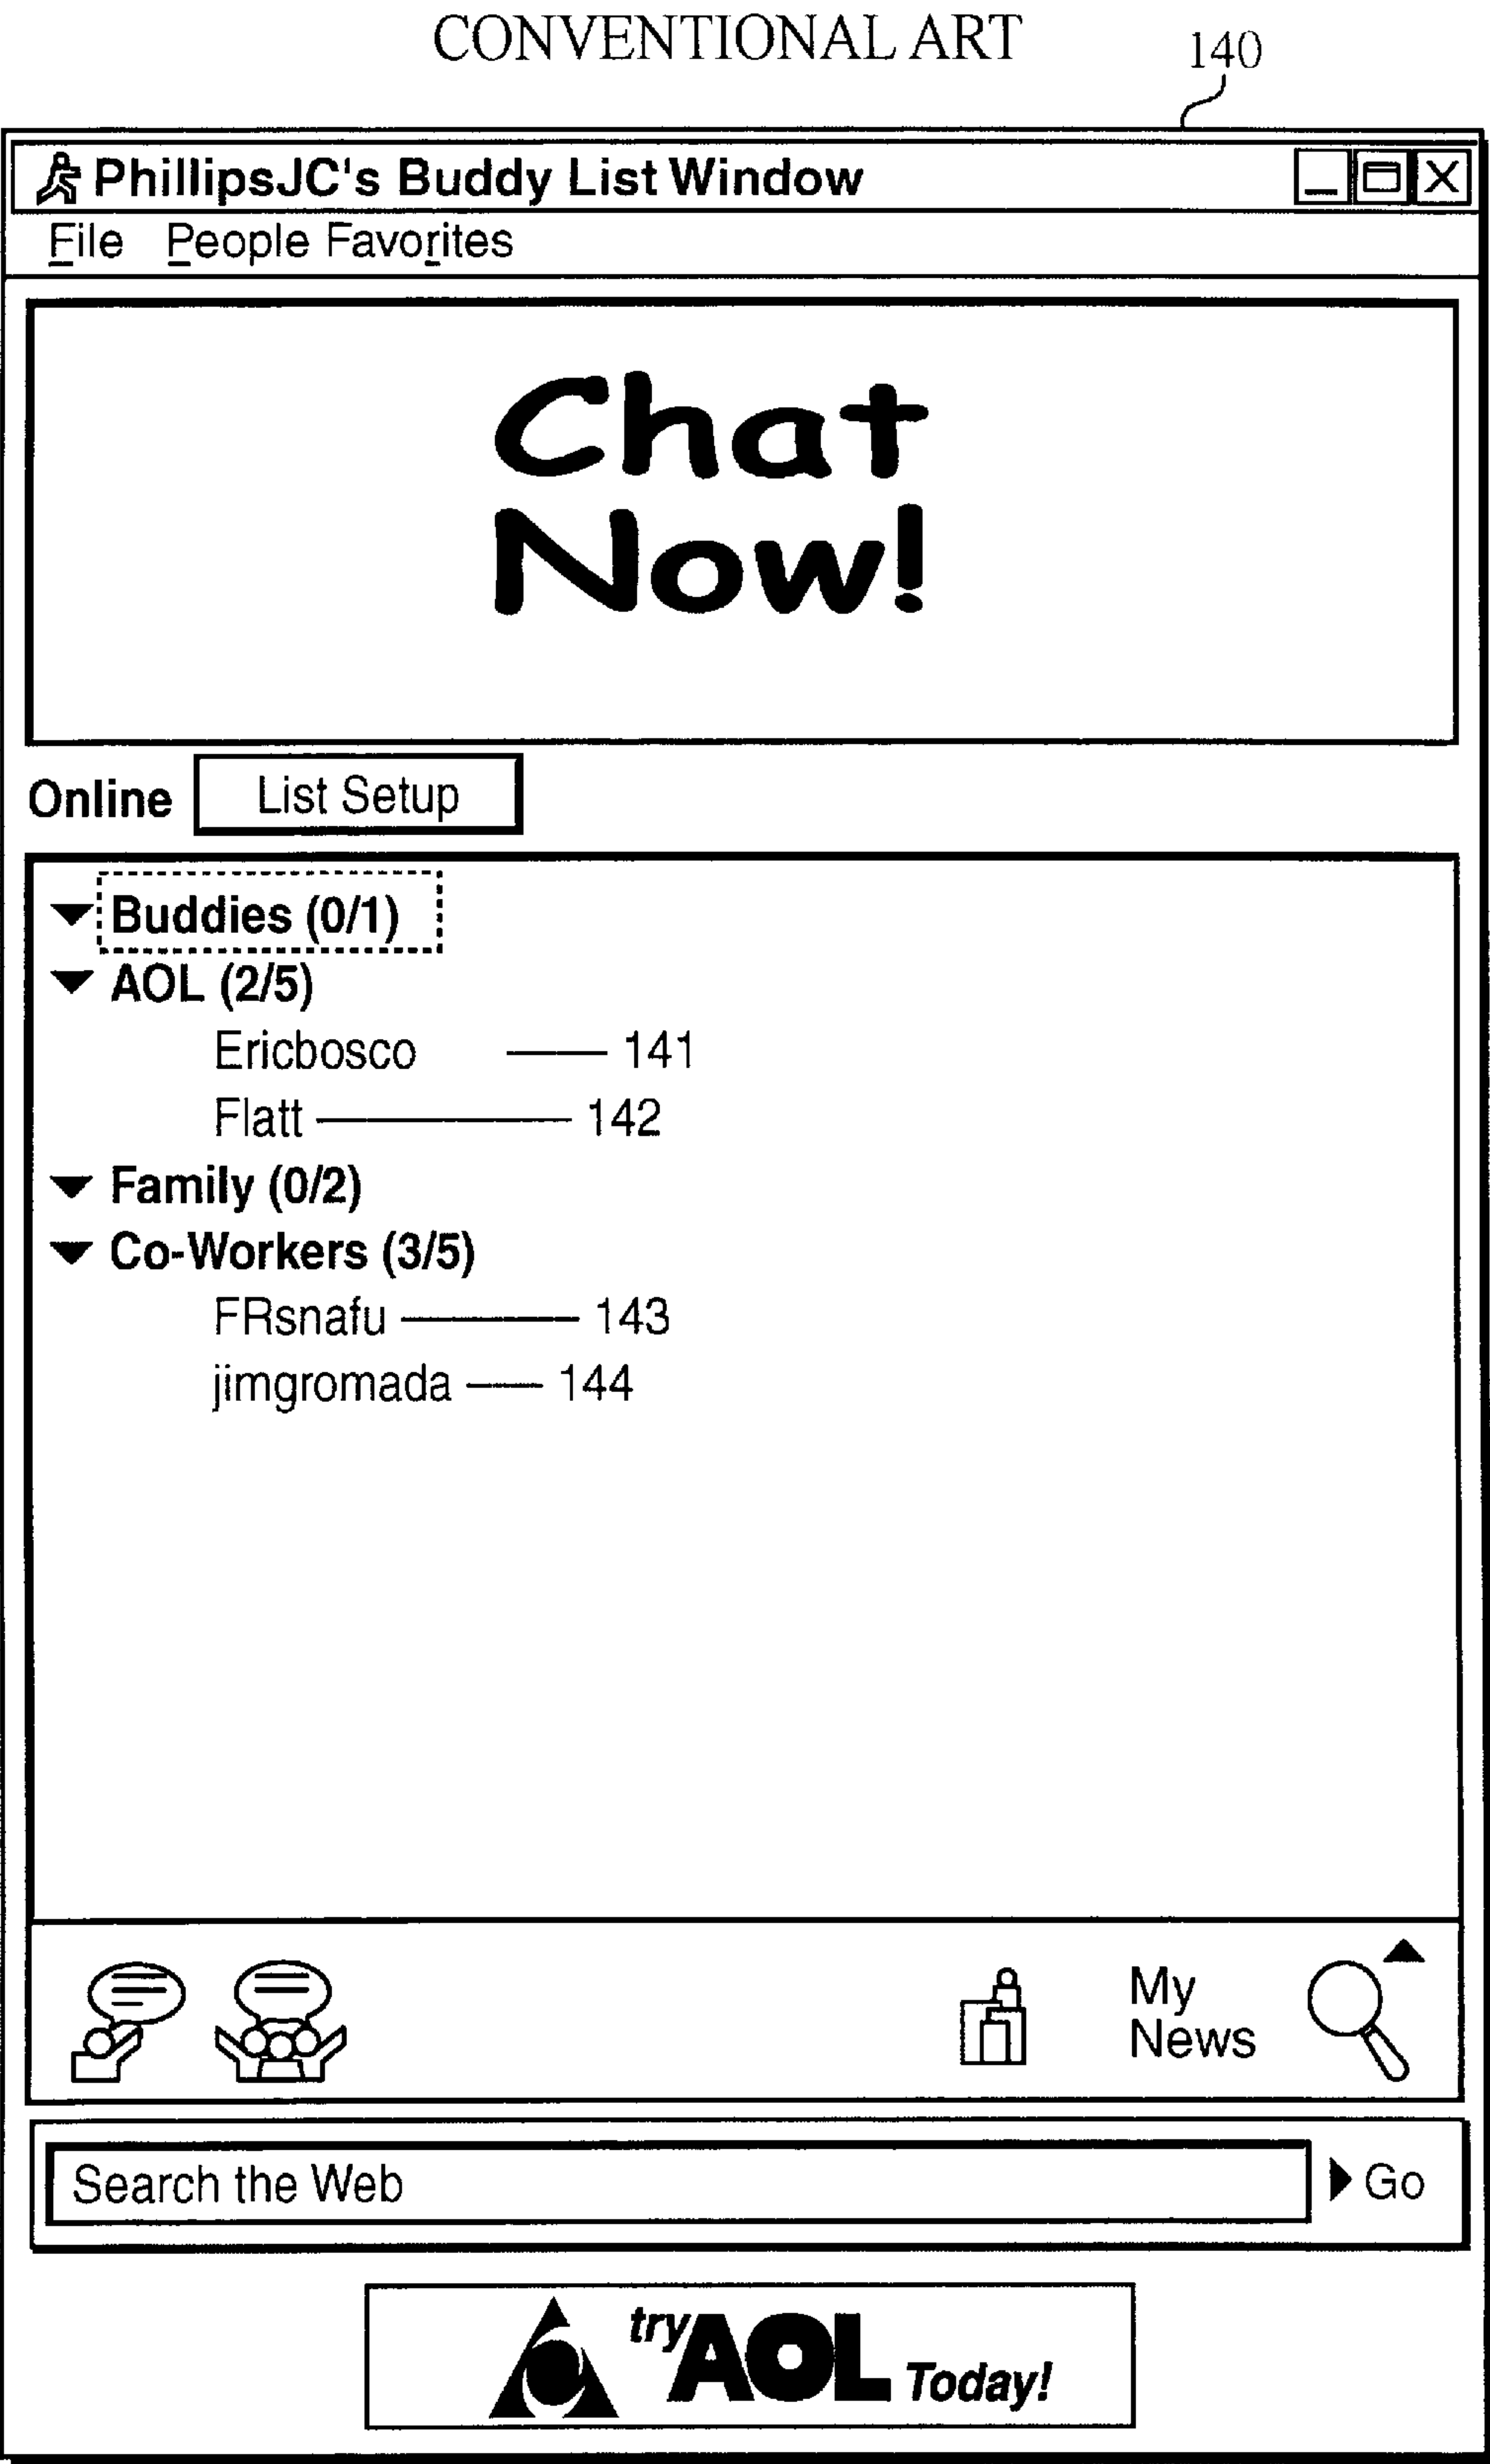 CONVENTIONAL ART
140
PhillipsJC's Buddy List Window
File People Favorites
Chat
Now!
Online List Setup
Buddies (0/1)
AOL (2/5)
Ericbosco 141
Flatt 142
Family (0/2)
Co-Workers (3/5)
FRsnafu 143
jimgromada 144
My
News
Search the Web Go
try AOL Today!